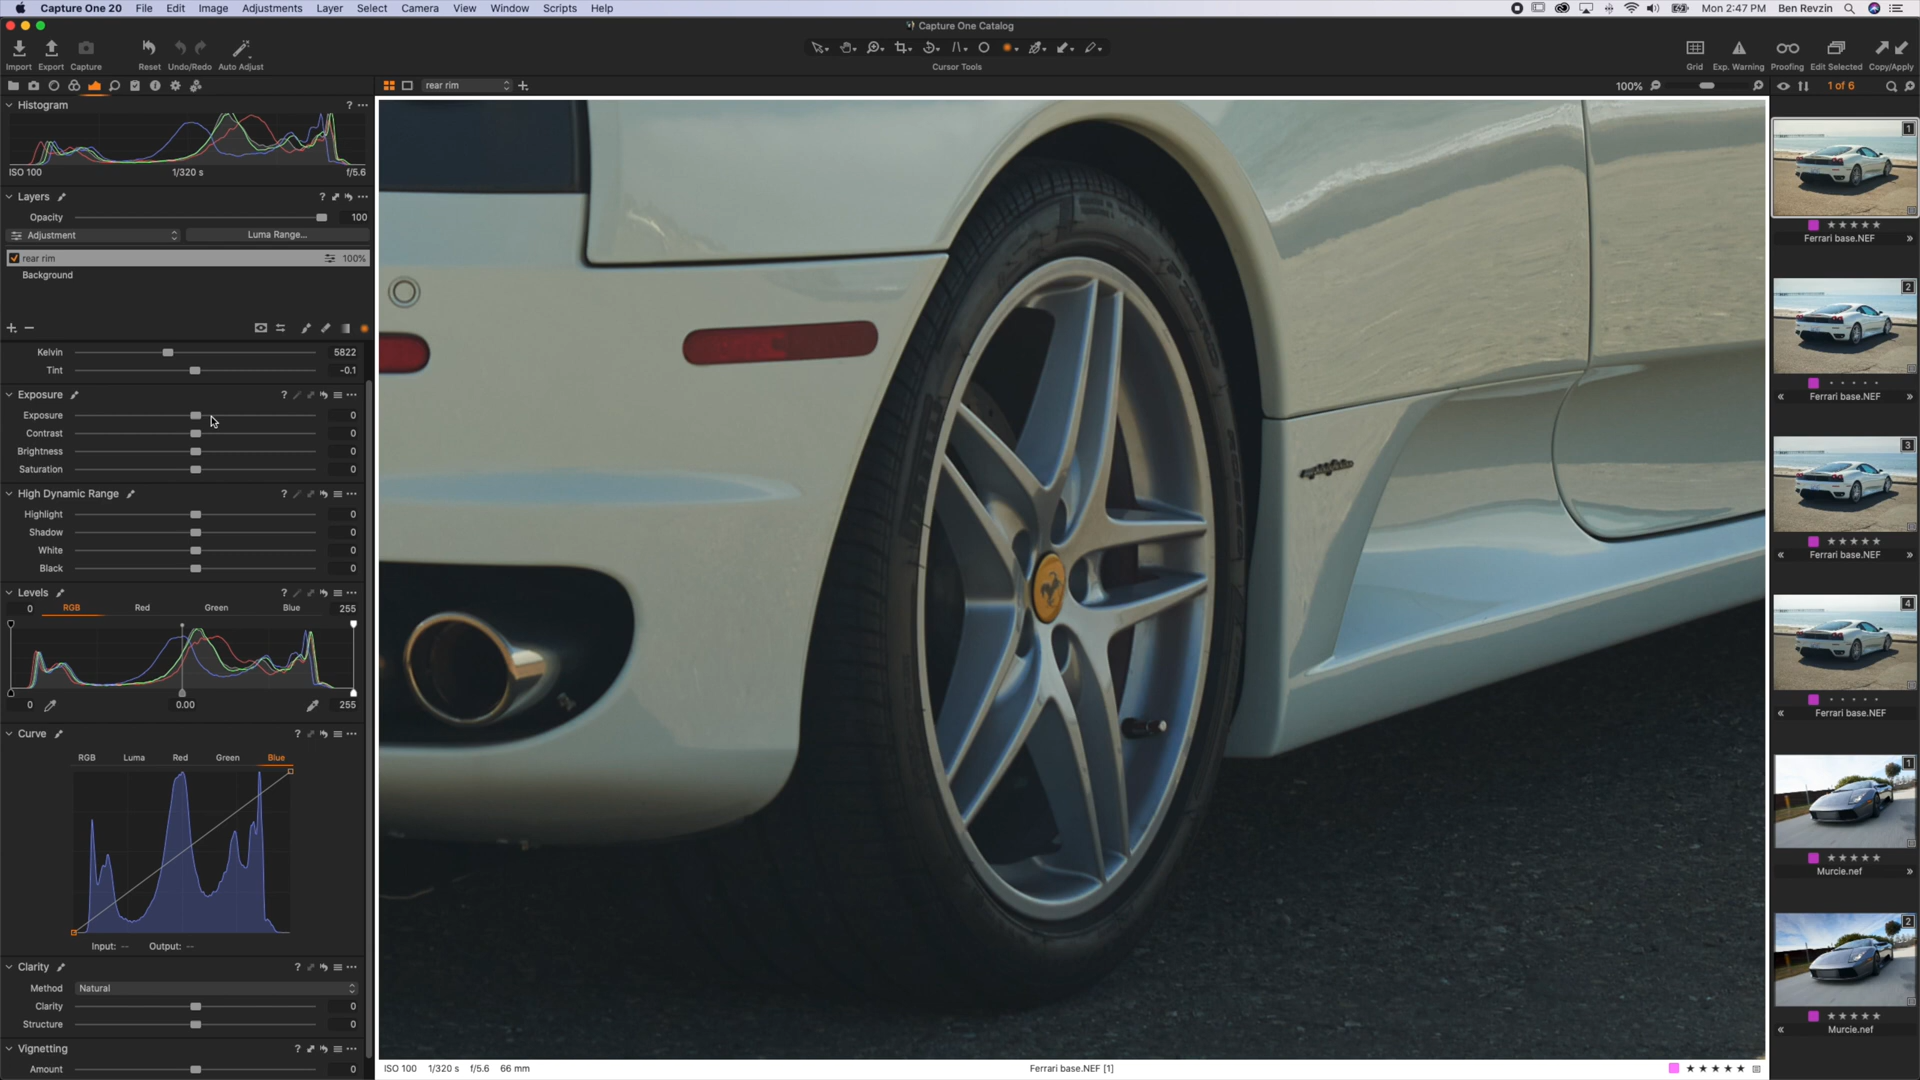 Capture One 20 File Edit Image Adjustments Layer Select Camera View Window Scripts Help
Mon 2:47 PM Ben Revzin
Capture One Catalog
Import Export Capture Reset Undo/Redo Auto Adjust
Cursor Tools
Grid Exp. Warning Proofing Edit Selected Copy/Apply
rear rim
100%
1 of 6
Histogram
ISO 100 1/320 s f/5.6
Layers
Opacity 100
Adjustment Luma Range...
rear rim 100%
Background
Kelvin 5822
Tint -0.1
Exposure
Exposure 0
Contrast 0
Brightness 0
Saturation 0
High Dynamic Range
Highlight 0
Shadow 0
White 0
Black 0
Levels
0 RGB Red Green Blue 255
0 0.00 255
Curve
RGB Luma Red Green Blue
Input: -- Output: --
Clarity
Method Natural
Clarity 0
Structure 0
Vignetting
Amount 0
ISO 100 1/320 s f/5.6 66 mm
Ferrari base.NEF [1]
1
Ferrari base.NEF
2
Ferrari base.NEF
3
Ferrari base.NEF
4
Ferrari base.NEF
1
Murcie.nef
2
Murcie.nef